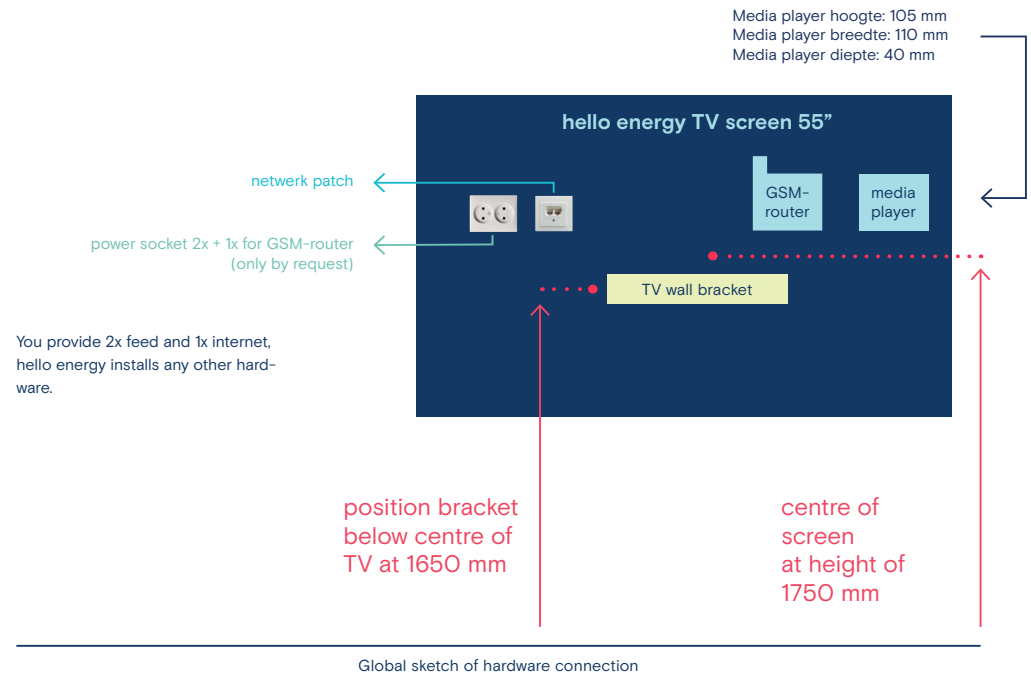 Media player hoogte: 105 mm
Media player breedte: 110 mm
Media player diepte: 40 mm
hello energy TV screen 55”
netwerk patch
GSM-
router
media
player
power socket 2x + 1x for GSM-router
(only by request)
TV wall bracket
You provide 2x feed and 1x internet,
hello energy installs any other hard-
ware.
position bracket
below centre of
TV at 1650 mm
centre of
screen
at height of
1750 mm
Global sketch of hardware connection